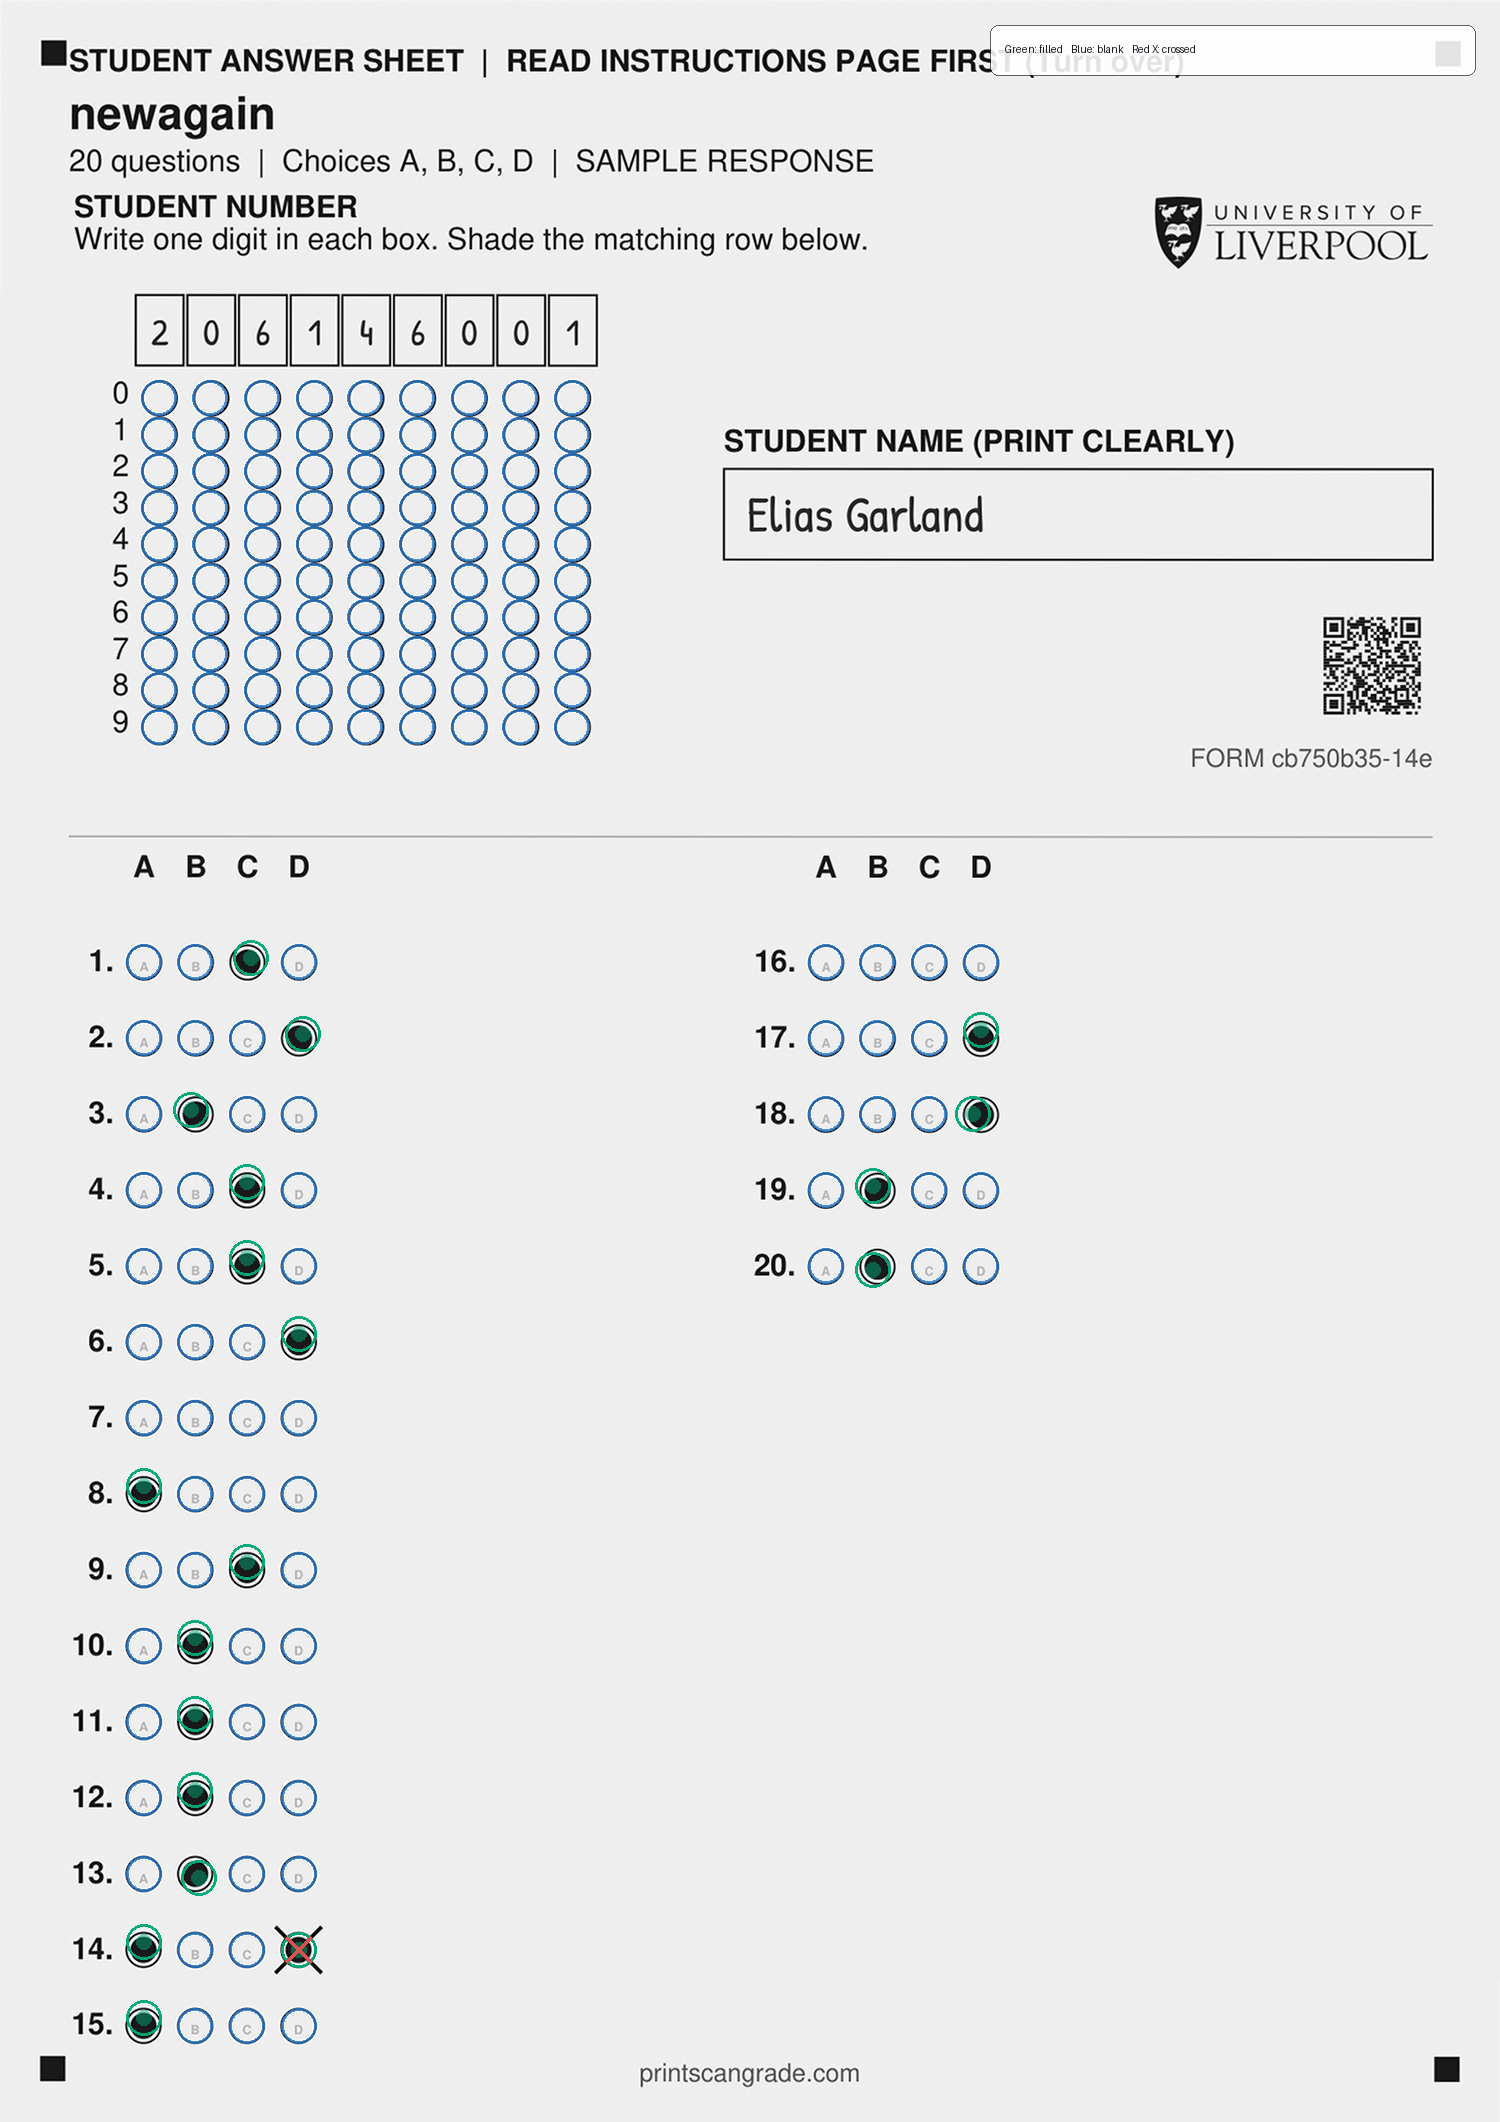 STUDENT ANSWER SHEET | READ INSTRUCTIONS PAGE FIRST (Turn over)
Green: filled Blue: blank Red X: crossed
newagain
20 questions | Choices A, B, C, D | SAMPLE RESPONSE
STUDENT NUMBER
Write one digit in each box. Shade the matching row below.
UNIVERSITY OF
LIVERPOOL
2 0 6 1 4 6 0 0 1
0
1
2
3
4
5
6
7
8
9
STUDENT NAME (PRINT CLEARLY)
Elias Garland
FORM cb750b35-14e
A B C D
1. A B D
2. A B C
3. A C D
4. A B D
5. A B D
6. A B C
7. A B C D
8. B C D
9. A B D
10. A C D
11. A C D
12. A C D
13. A C D
14. B C
15. B C D
A B C D
16. A B C D
17. A B C
18. A B C
19. A C D
20. A C D
printscangrade.com